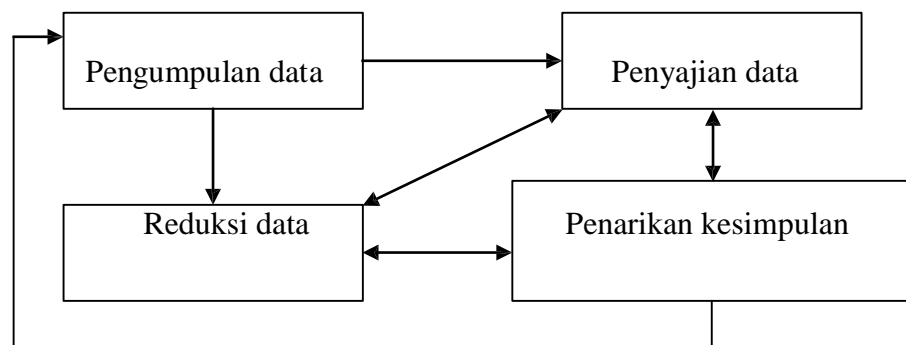 Pengumpulan data
Penyajian data
Reduksi data
Penarikan kesimpulan